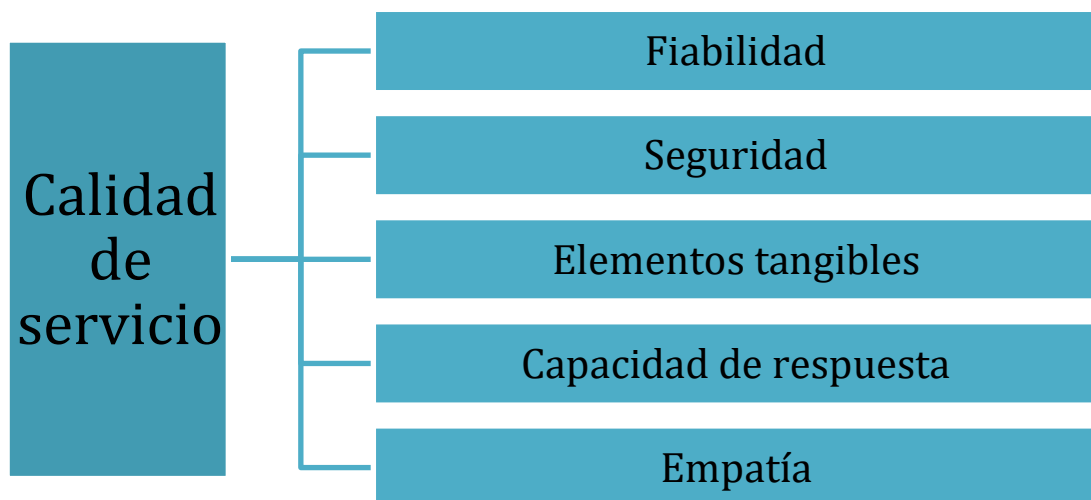 Calidad
de
servicio
Fiabilidad
Seguridad
Elementos tangibles
Capacidad de respuesta
Empatía